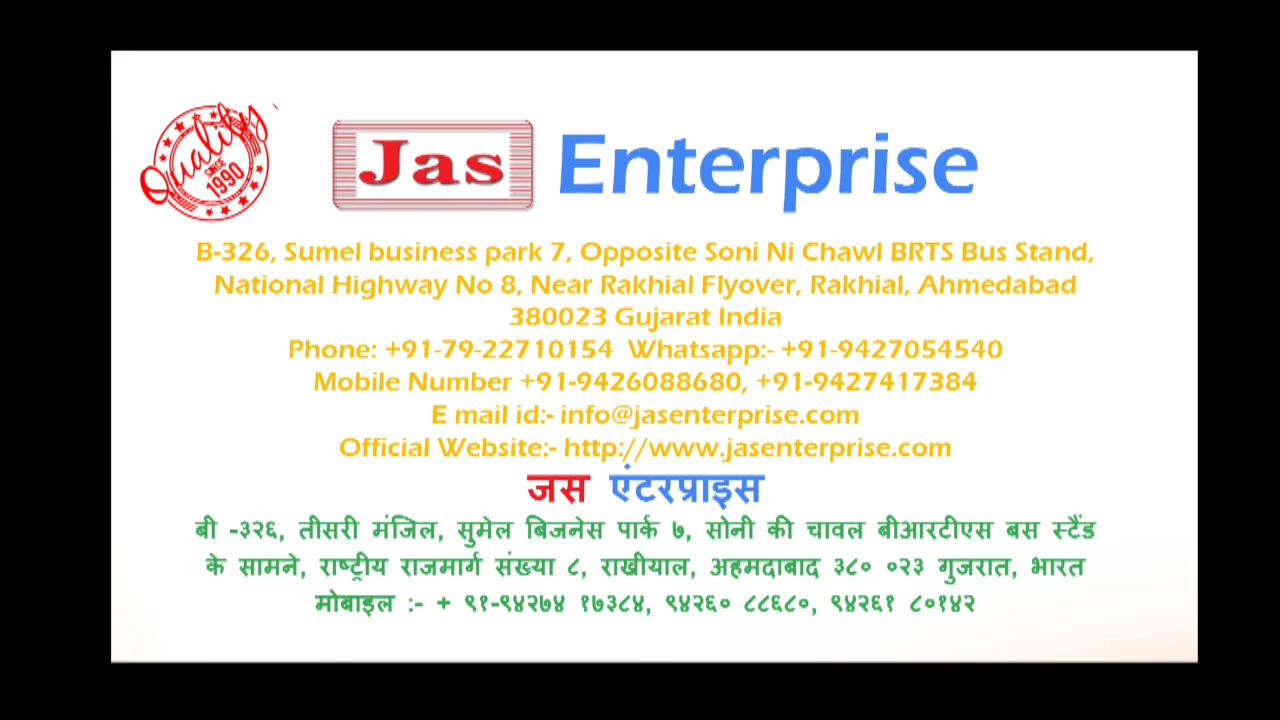 Quality
SINCE
1990
Jas Enterprise
B-326, Sumel business park 7, Opposite Soni Ni Chawl BRTS Bus Stand,
National Highway No 8, Near Rakhial Flyover, Rakhial, Ahmedabad
380023 Gujarat India
Phone: +91-79-22710154 Whatsapp:- +91-9427054540
Mobile Number +91-9426088680, +91-9427417384
E mail id:- info@jasenterprise.com
Official Website:- http://www.jasenterprise.com
जस एंटरप्राइस
बी -३२६, तीसरी मंजिल, सुमेल बिजनेस पार्क ७, सोनी की चावल बीआरटीएस बस स्टैंड
के सामने, राष्ट्रीय राजमार्ग संख्या ८, राखीयाल, अहमदाबाद ३८० ०२३ गुजरात, भारत
मोबाइल :- + ९१-९४२७४ १७३८४, ९४२६० ८८६८०, ९४२६१ ८०१४२